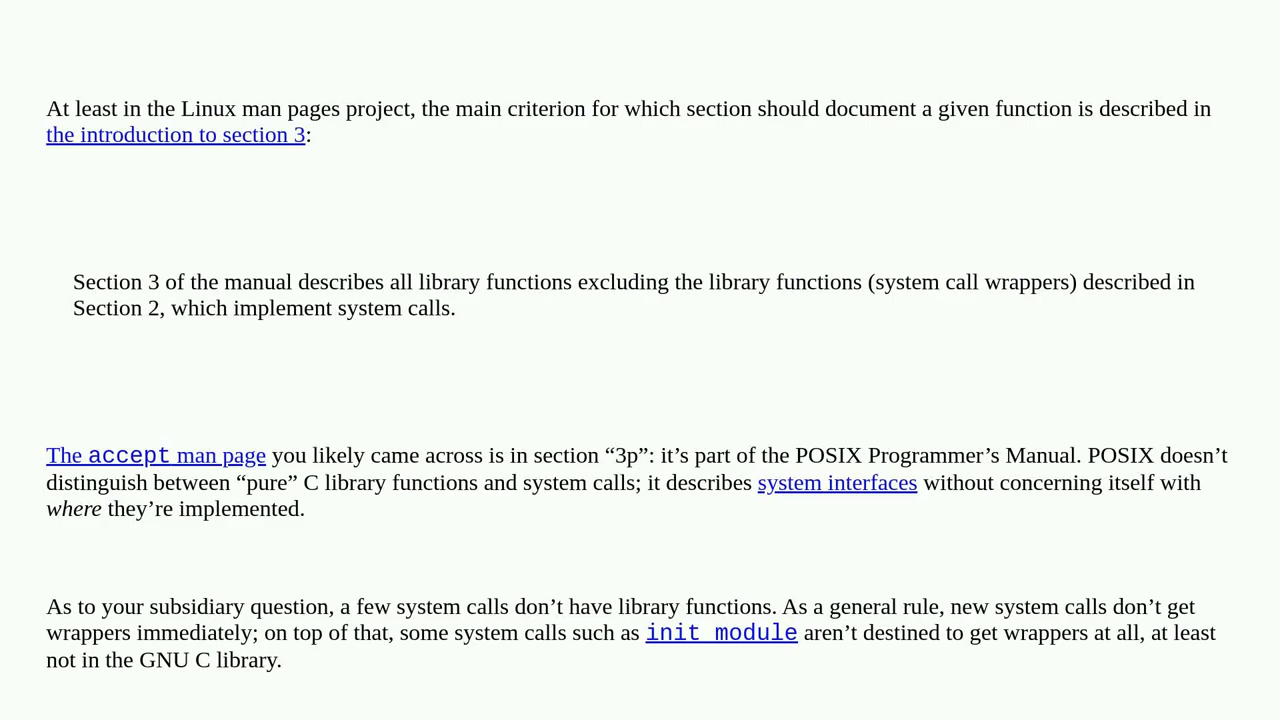 At least in the Linux man pages project, the main criterion for which section should document a given function is described in
the introduction to section 3:
Section 3 of the manual describes all library functions excluding the library functions (system call wrappers) described in
Section 2, which implement system calls.
The accept man page you likely came across is in section “3p”: it’s part of the POSIX Programmer’s Manual. POSIX doesn’t
distinguish between “pure” C library functions and system calls; it describes system interfaces without concerning itself with
where they’re implemented.
As to your subsidiary question, a few system calls don’t have library functions. As a general rule, new system calls don’t get
wrappers immediately; on top of that, some system calls such as init_module aren’t destined to get wrappers at all, at least
not in the GNU C library.